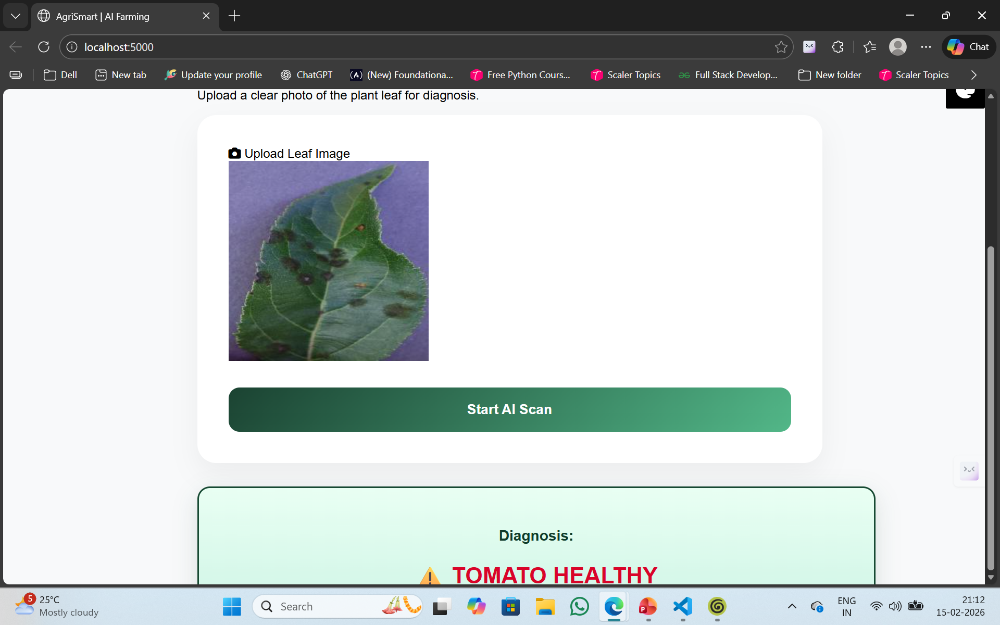 AgriSmart | AI Farming
localhost:5000
Chat
Dell
New tab
Update your profile
ChatGPT
(New) Foundationa...
Free Python Cours...
Scaler Topics
Full Stack Develop...
New folder
Scaler Topics
Upload a clear photo of the plant leaf for diagnosis.
Upload Leaf Image
Start AI Scan
Diagnosis:
⚠️ TOMATO HEALTHY
5
25°C
Mostly cloudy
Search
P
ENG
IN
21:12
15-02-2026